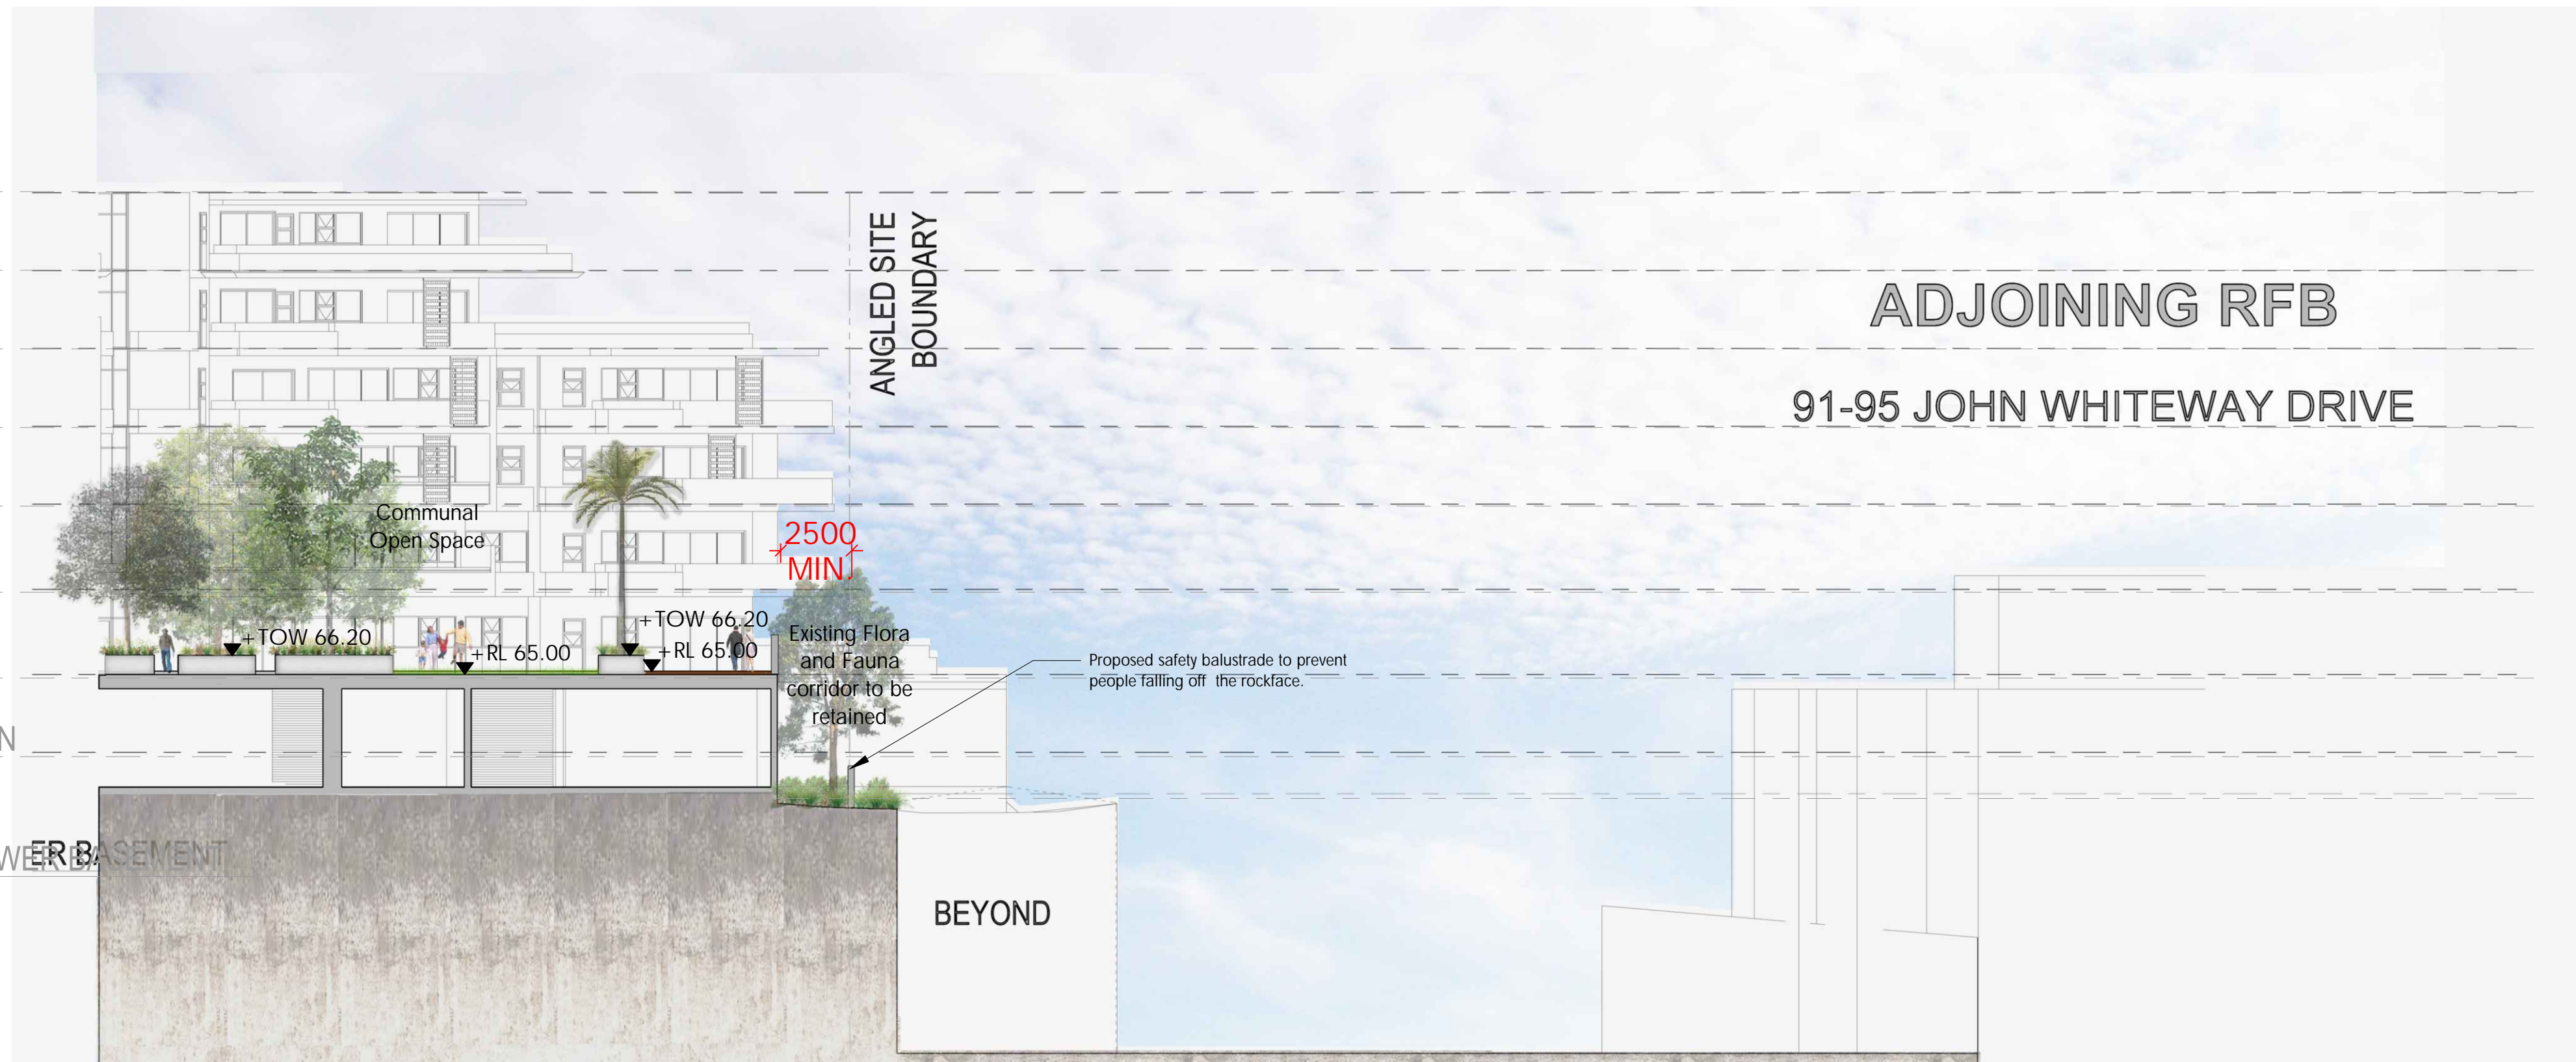 ANGLED SITE
BOUNDARY
ADJOINING RFB
91-95 JOHN WHITEWAY DRIVE
Communal
Open Space
2500
MIN.
+TOW 66.20
+RL 65.00
+TOW 66.20
+RL 65.00
Existing Flora
and Fauna
corridor to be
retained
Proposed safety balustrade to prevent
people falling off the rockface.
BASEMENT
BEYOND